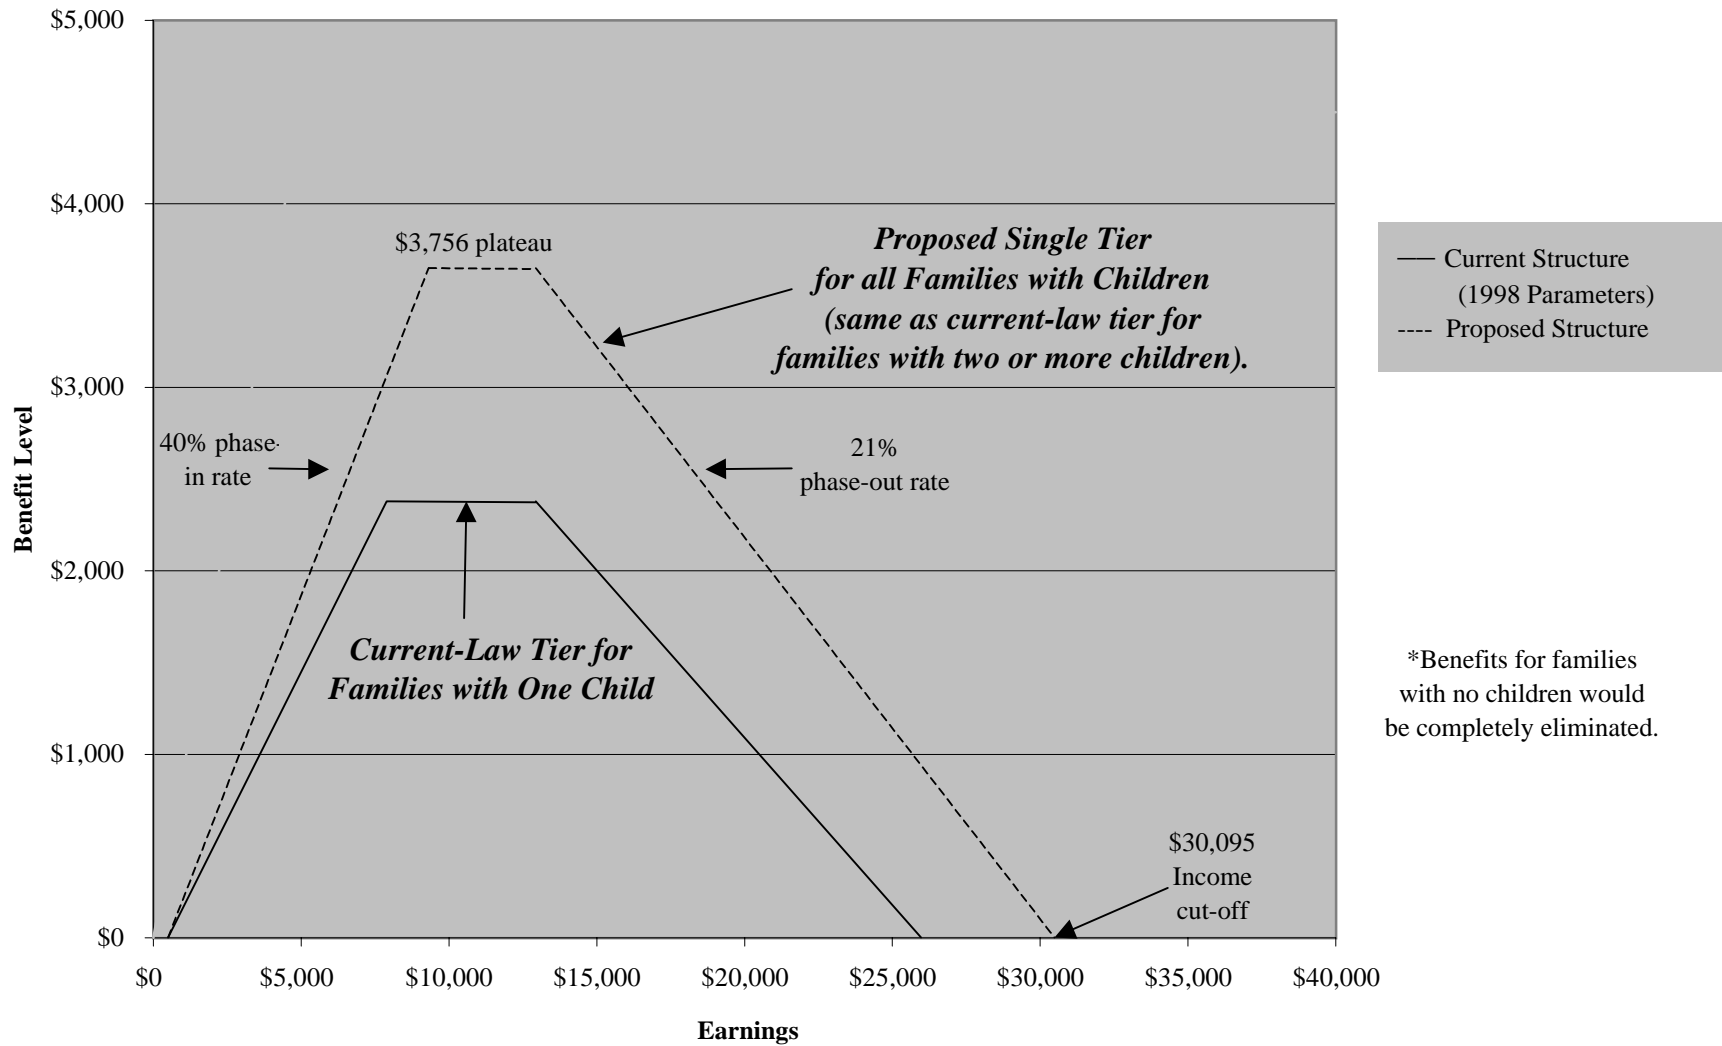 $5,000
$4,000
$3,000
$2,000
$1,000
$0
Benefit Level
$3,756 plateau
Proposed Single Tier
for all Families with Children
(same as current-law tier for
families with two or more children).
40% phase-
in rate
21%
phase-out rate
Current-Law Tier for
Families with One Child
$30,095
Income
cut-off
$0
$5,000
$10,000
$15,000
$20,000
$25,000
$30,000
$35,000
$40,000
Earnings
Current Structure
(1998 Parameters)
Proposed Structure
*Benefits for families
with no children would
be completely eliminated.